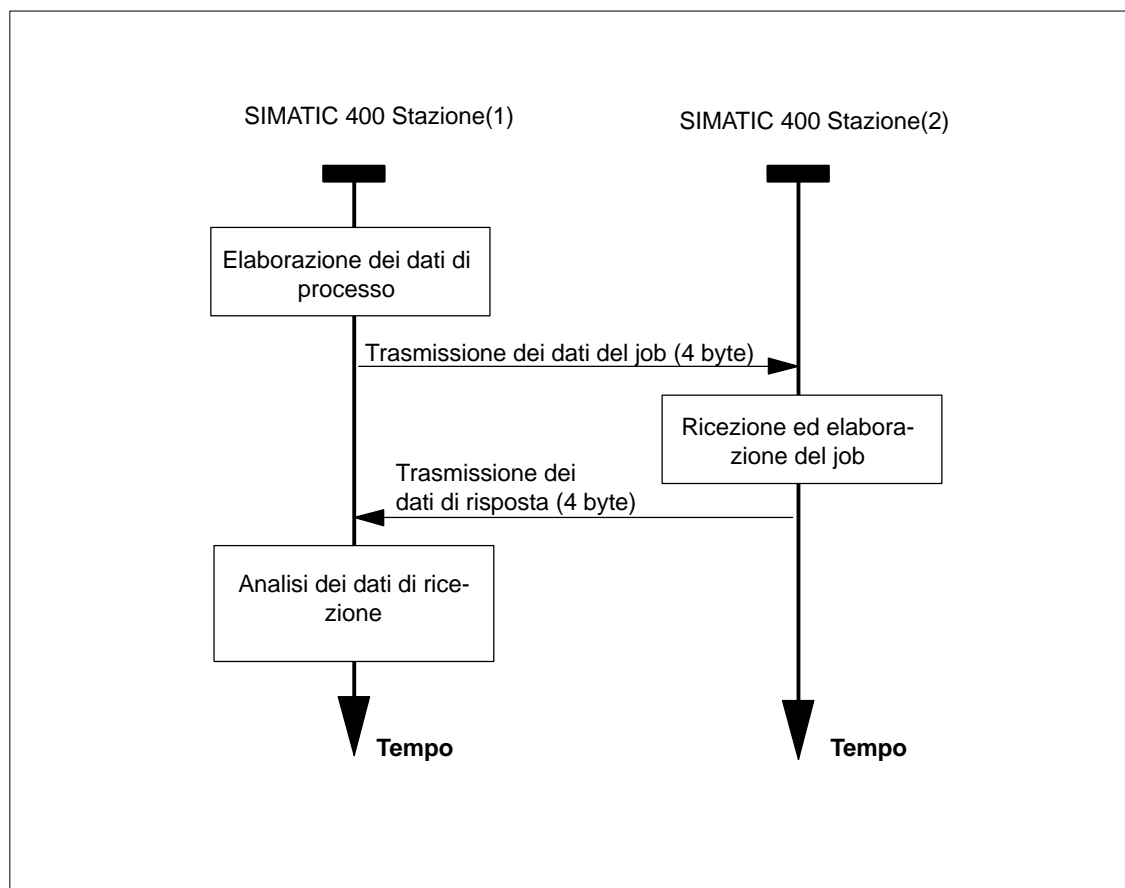 SIMATIC 400 Stazione(1)
SIMATIC 400 Stazione(2)
Elaborazione dei dati di
processo
Trasmissione dei dati del job (4 byte)
Ricezione ed elabora-
zione del job
Trasmissione dei
dati di risposta (4 byte)
Analisi dei dati di rice-
zione
Tempo
Tempo